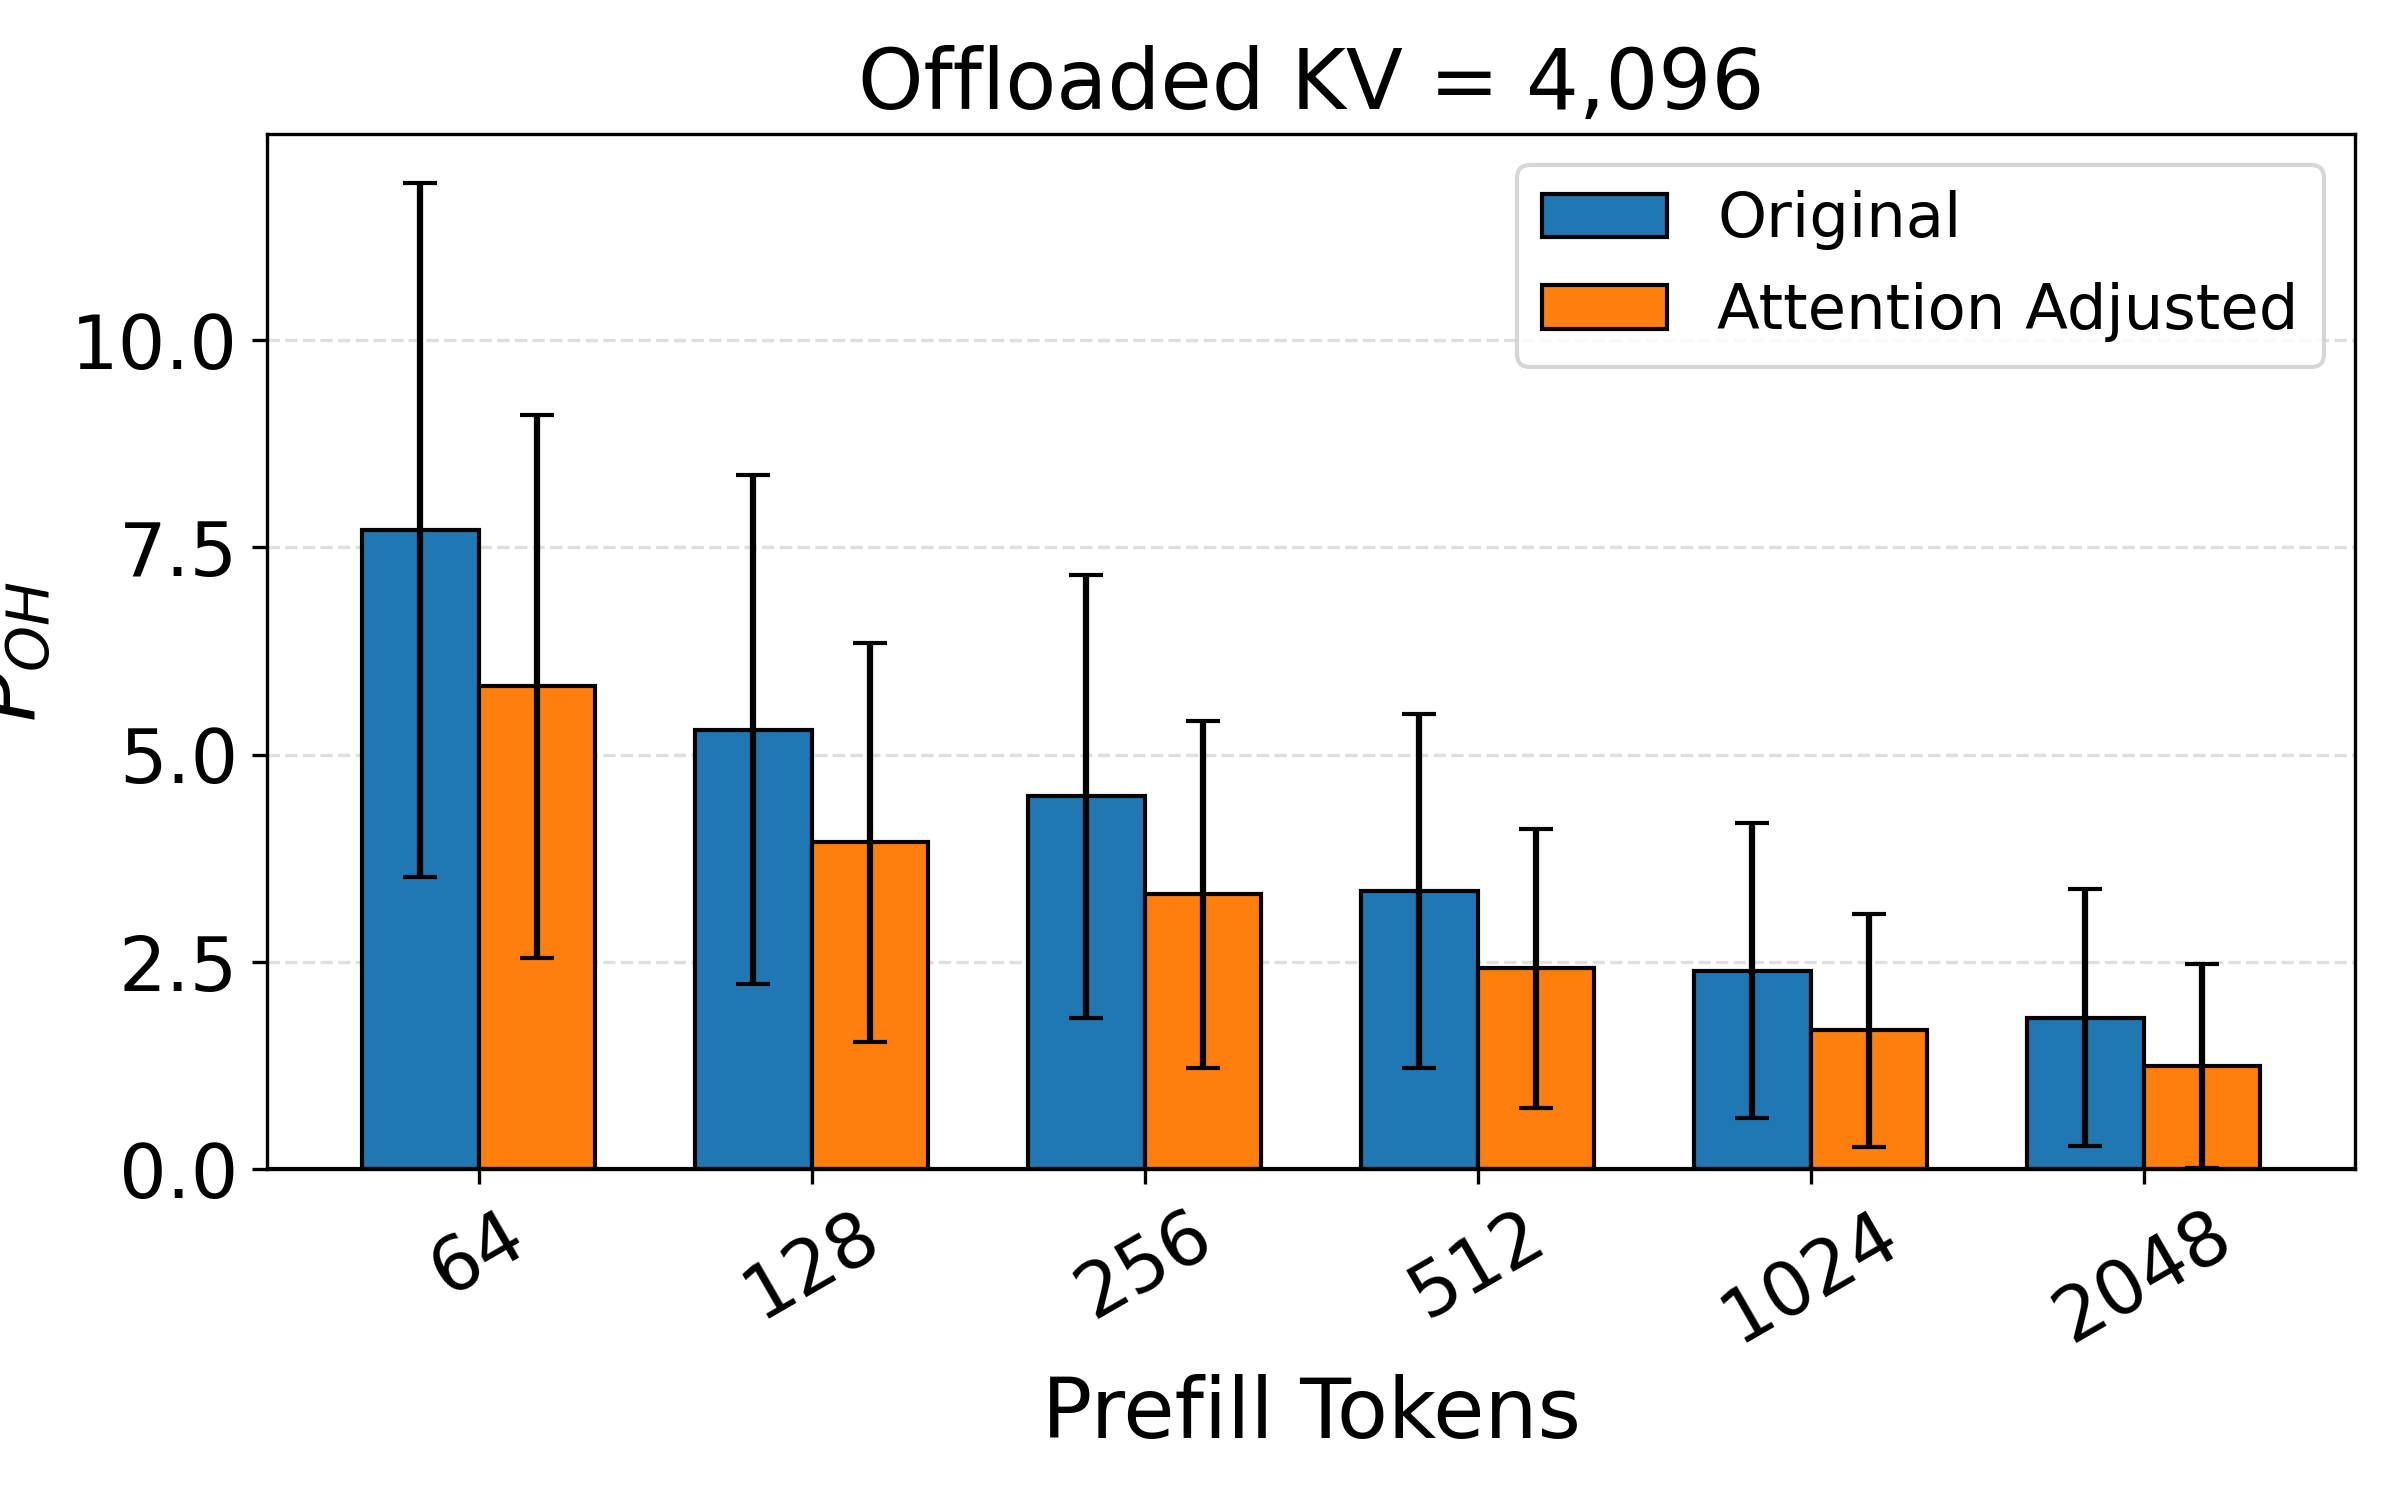 Offloaded KV = 4,096
Original
Attention Adjusted
10.0
7.5
5.0
2.5
0.0
P_OH
64
128
256
512
1024
2048
Prefill Tokens